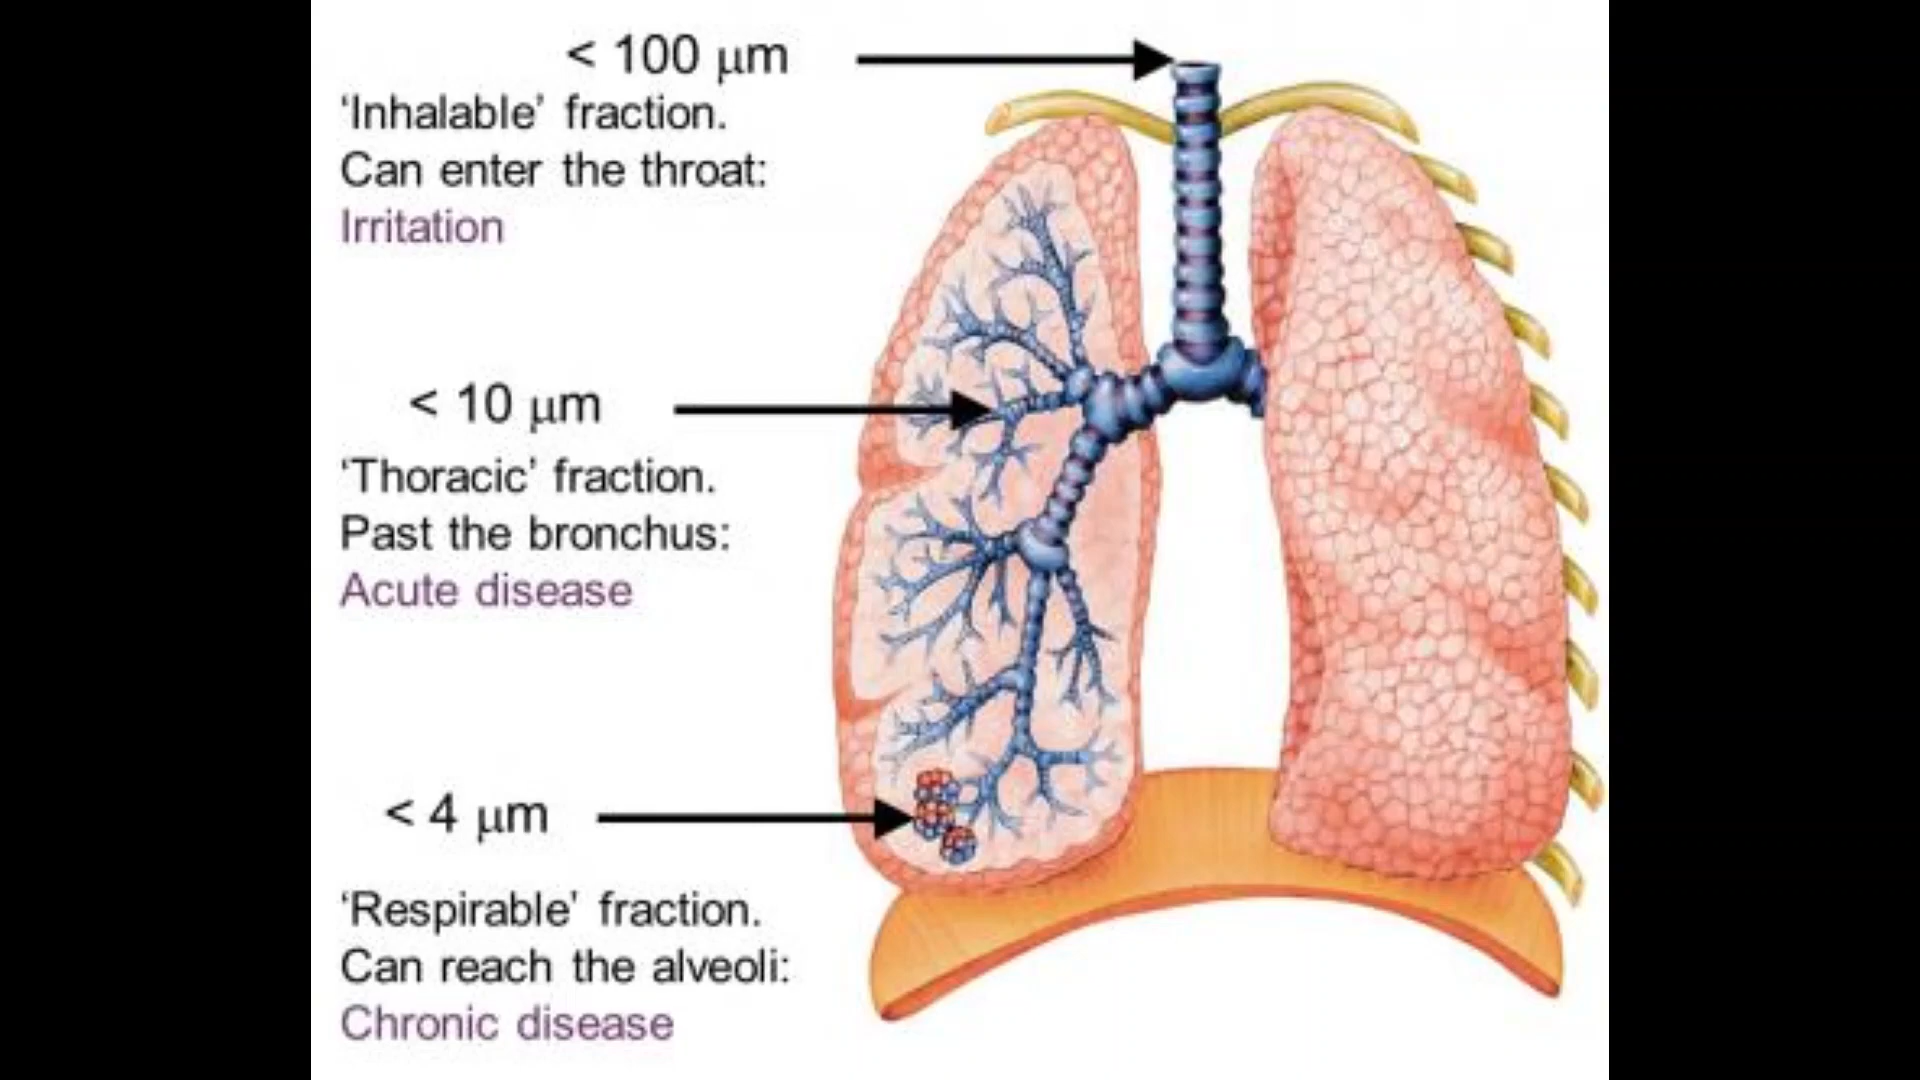 < 100 μm
‘Inhalable’ fraction.
Can enter the throat:
Irritation
< 10 μm
‘Thoracic’ fraction.
Past the bronchus:
Acute disease
< 4 μm
‘Respirable’ fraction.
Can reach the alveoli:
Chronic disease